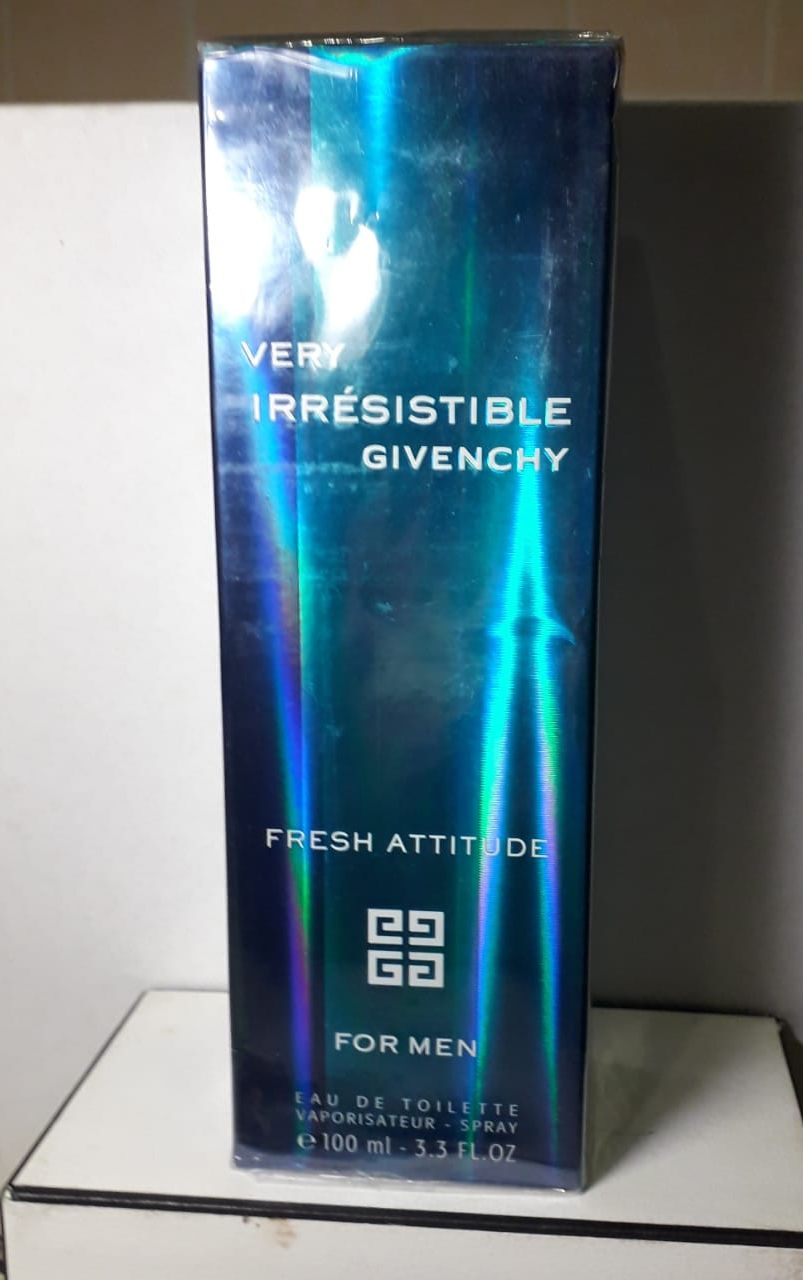 VERY
IRRÉSISTIBLE
GIVENCHY
FRESH ATTITUDE
FOR MEN
EAU DE TOILETTE
VAPORISATEUR - SPRAY
℮ 100 ml - 3.3 FL.OZ